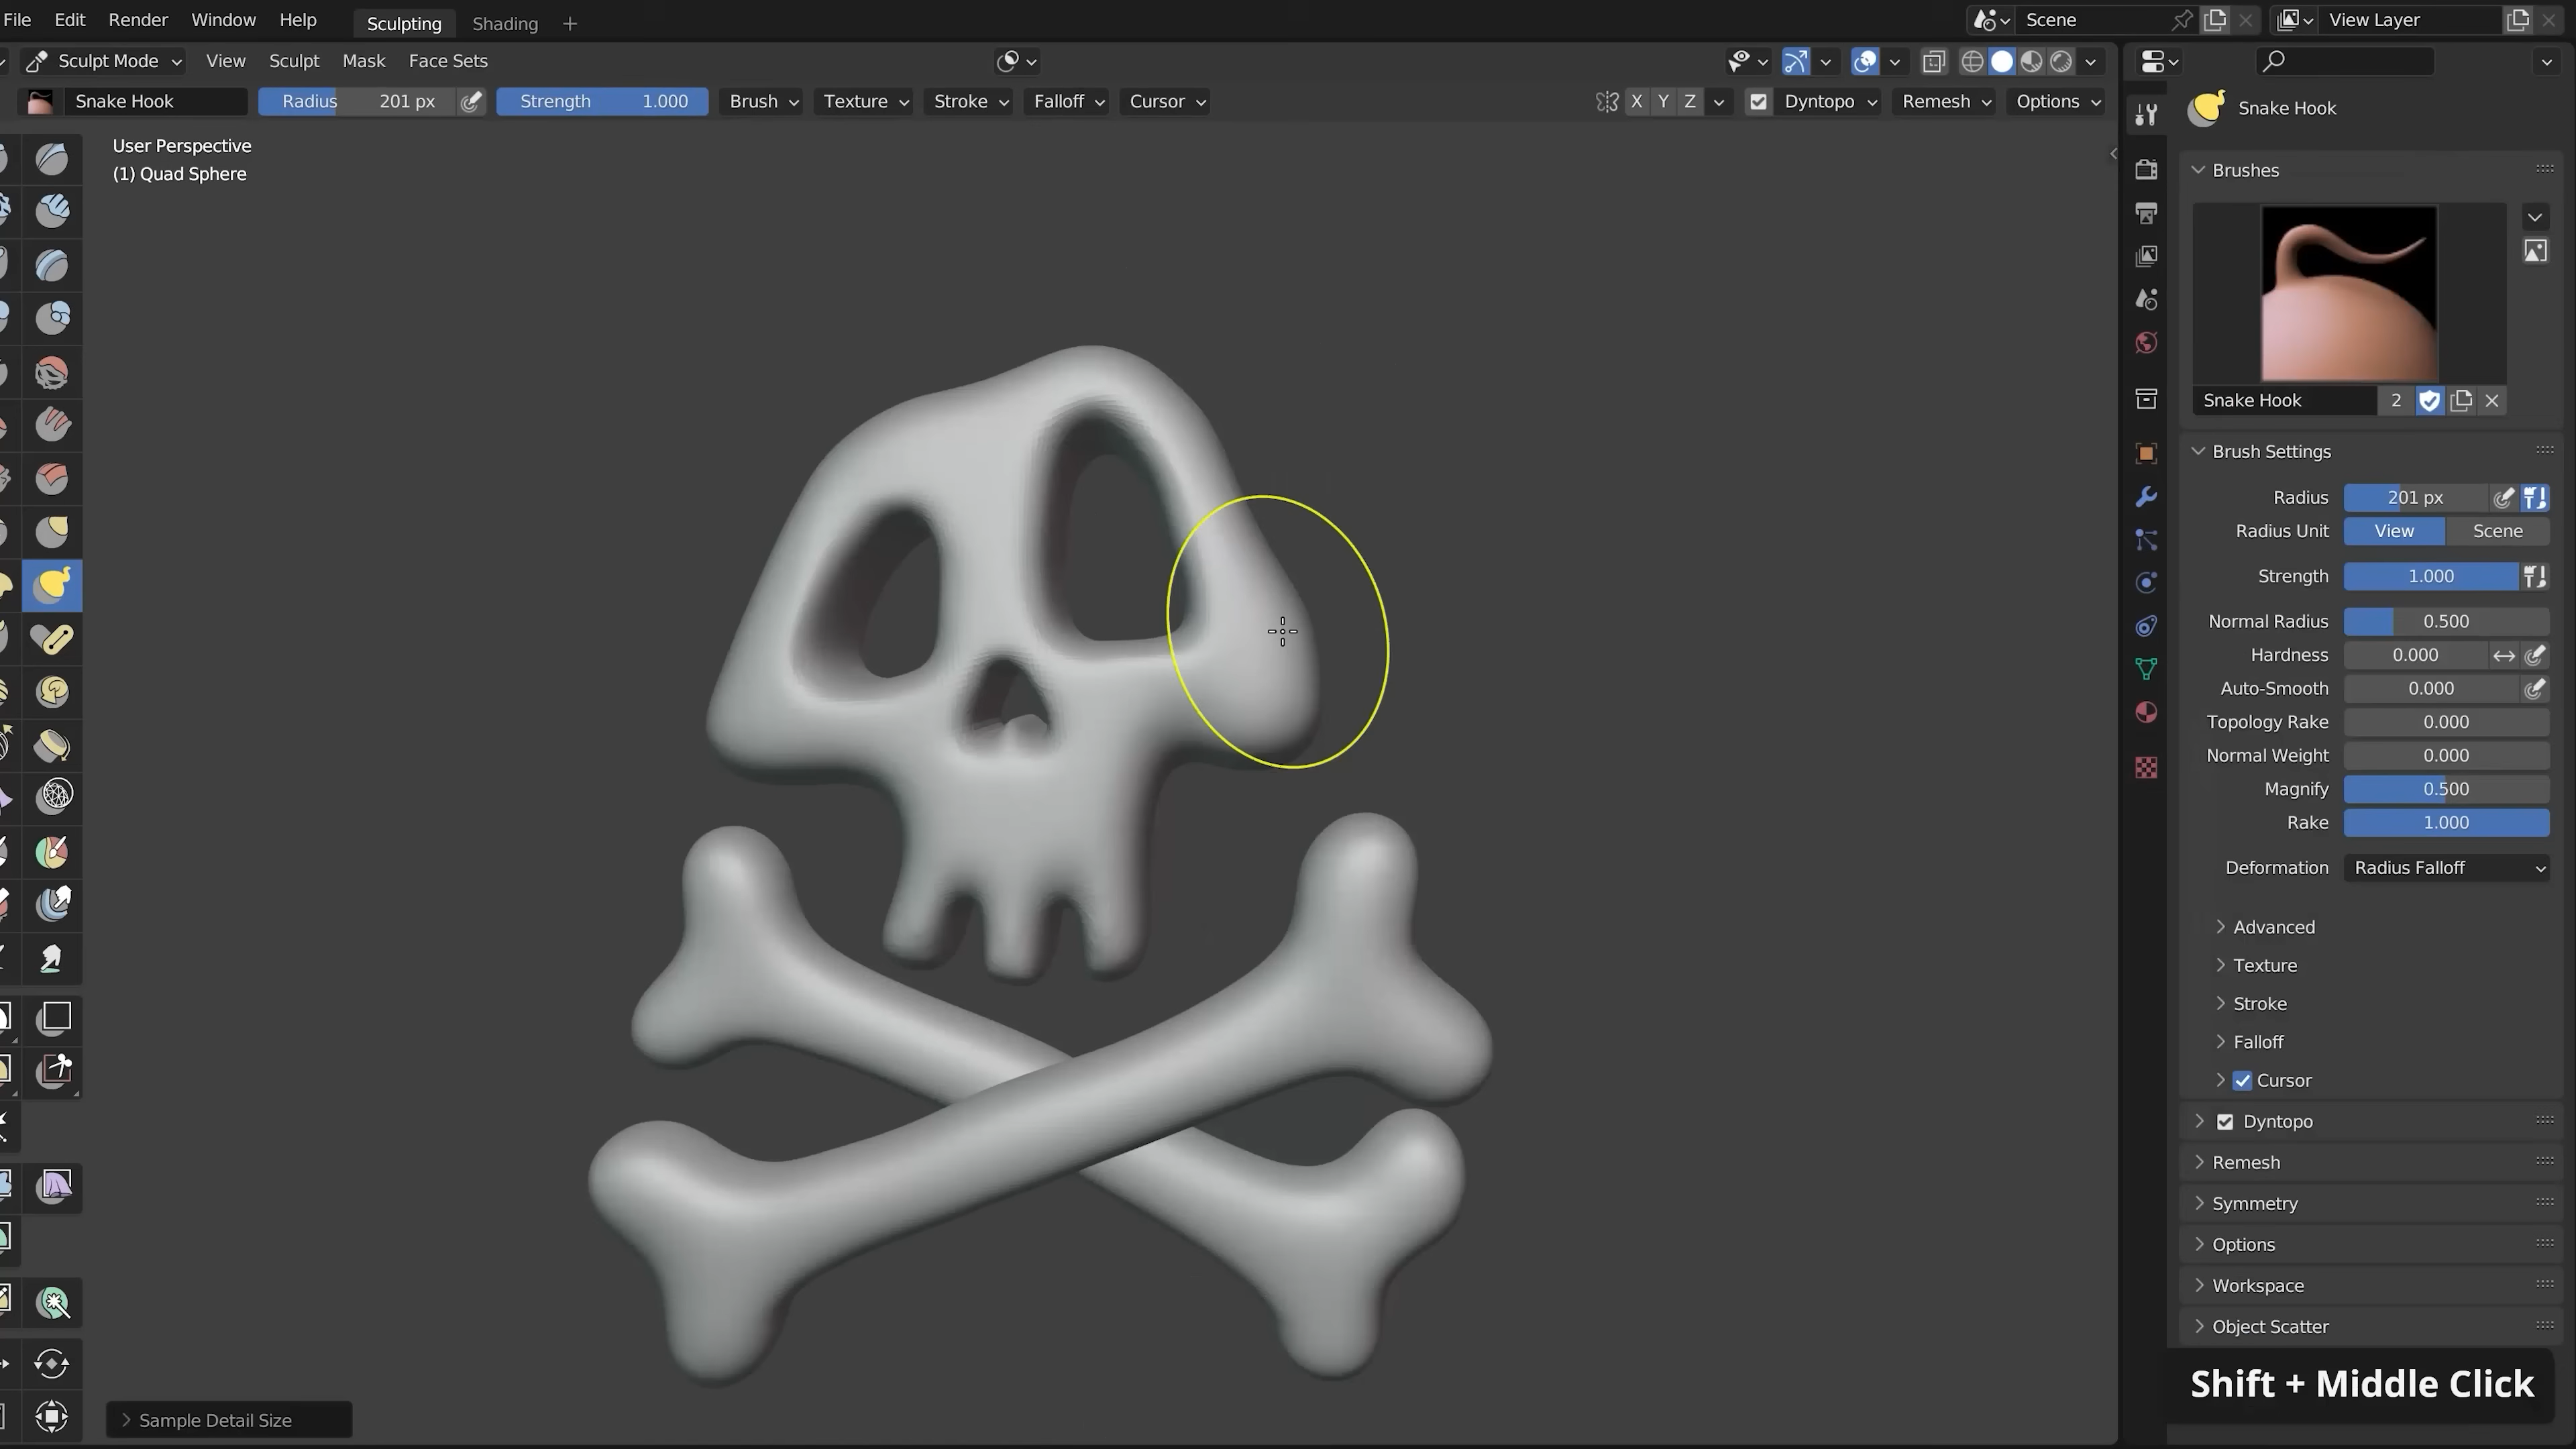 File Edit Render Window Help Sculpting Shading + Scene View Layer
Sculpt Mode View Sculpt Mask Face Sets
Snake Hook Radius 201 px Strength 1.000 Brush Texture Stroke Falloff Cursor X Y Z Dyntopo Remesh Options
Snake Hook
User Perspective
(1) Quad Sphere
Brushes
Snake Hook 2
Brush Settings
Radius 201 px
Radius Unit View Scene
Strength 1.000
Normal Radius 0.500
Hardness 0.000
Auto-Smooth 0.000
Topology Rake 0.000
Normal Weight 0.000
Magnify 0.500
Rake 1.000
Deformation Radius Falloff
Advanced
Texture
Stroke
Falloff
Cursor
Dyntopo
Remesh
Symmetry
Options
Workspace
Object Scatter
Shift + Middle Click
Sample Detail Size